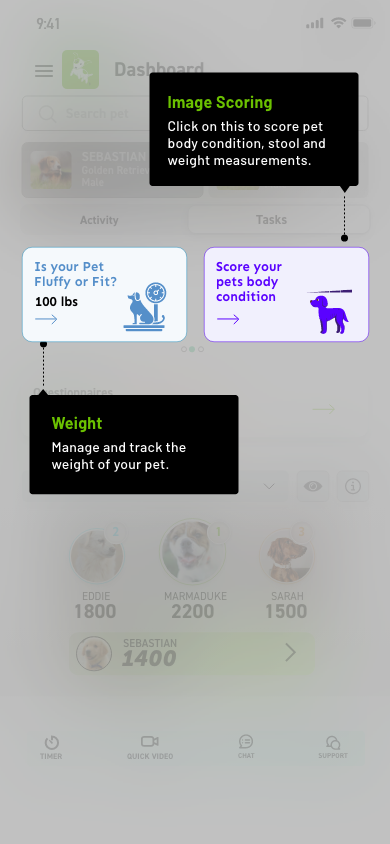 9:41
Dashboard
Search pet
Image Scoring
Click on this to score pet
body condition, stool and
weight measurements.
SEBASTIAN
Golden Retrie
Male
Activity
Tasks
Is your Pet
Fluffy or Fit?
100 lbs
Score your
pets body
condition
Questionnaires
Weight
Manage and track the
weight of your pet.
2
1
3
EDDIE
1800
MARMADUKE
2200
SARAH
1500
SEBASTIAN
1400
TIMER
QUICK VIDEO
CHAT
SUPPORT